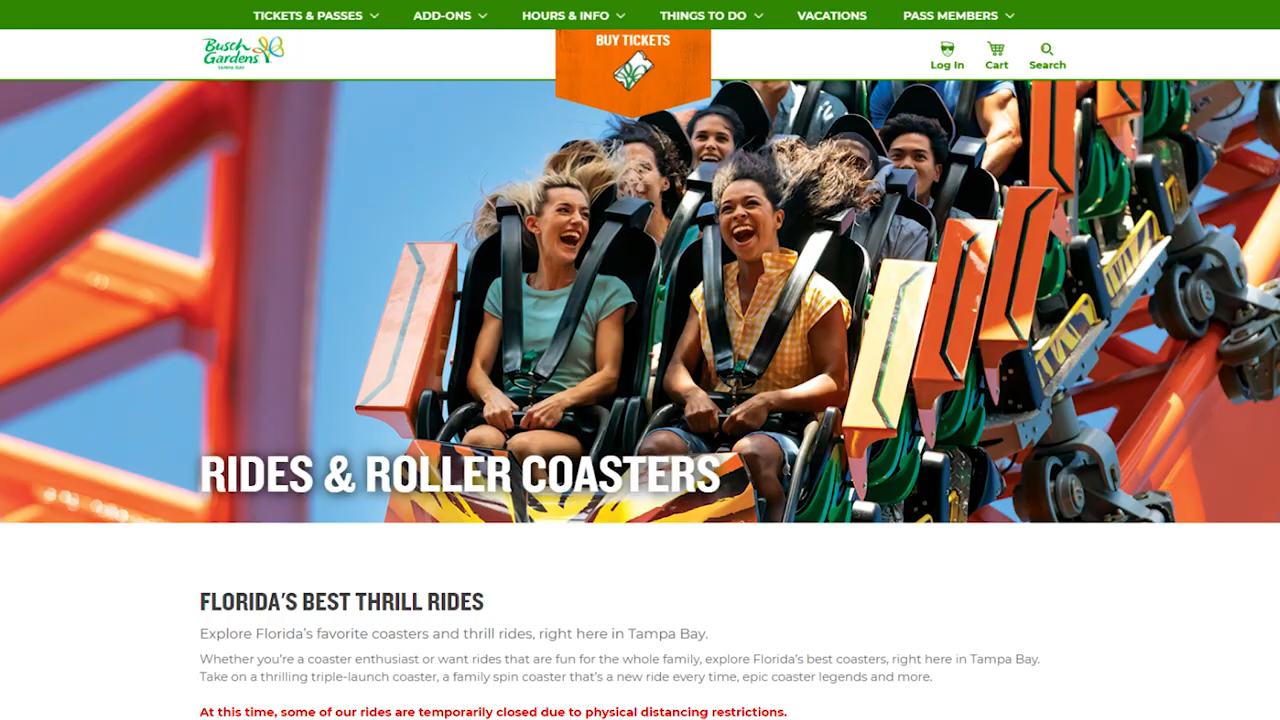 TICKETS & PASSES ADD-ONS HOURS & INFO THINGS TO DO VACATIONS PASS MEMBERS
Busch
Gardens
TAMPA BAY
BUY TICKETS
Log In Cart Search
RIDES & ROLLER COASTERS
FLORIDA'S BEST THRILL RIDES
Explore Florida's favorite coasters and thrill rides, right here in Tampa Bay.
Whether you're a coaster enthusiast or want rides that are fun for the whole family, explore Florida's best coasters, right here in Tampa Bay.
Take on a thrilling triple-launch coaster, a family spin coaster that's a new ride every time, epic coaster legends and more.
At this time, some of our rides are temporarily closed due to physical distancing restrictions.